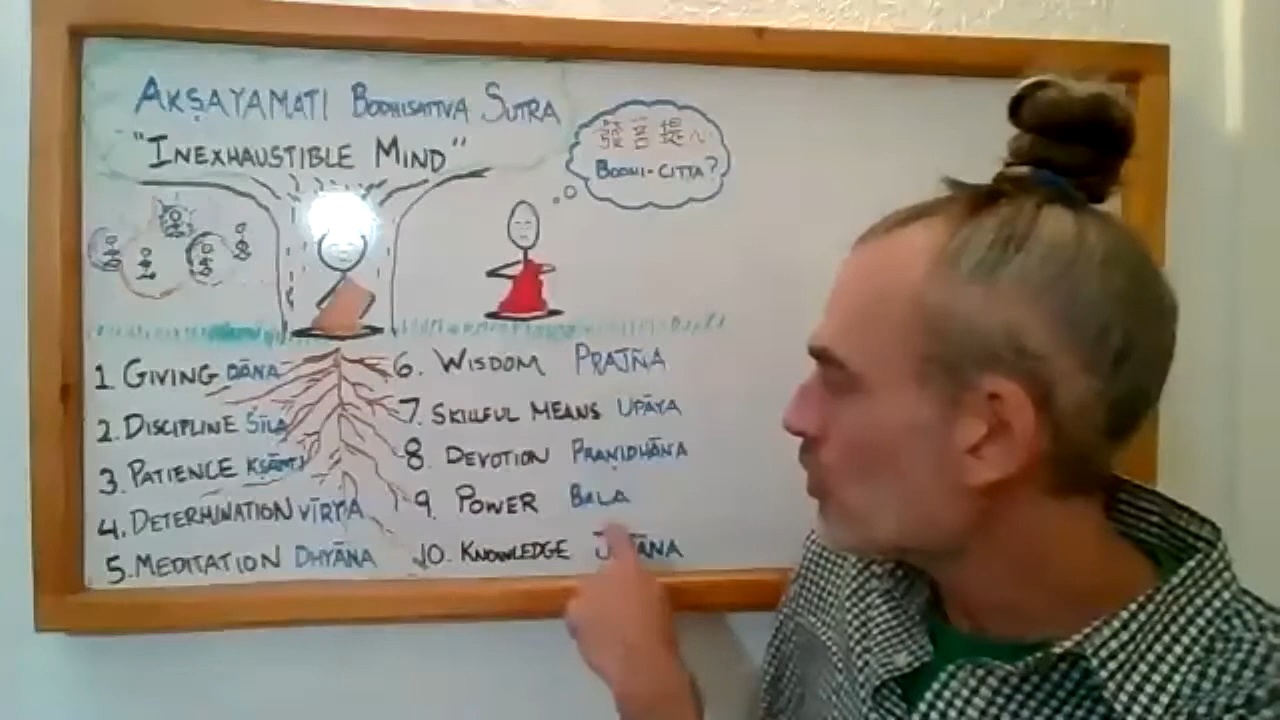 AKṢAYAMATI BODHISATTVA SUTRA
"INEXHAUSTIBLE MIND"
發菩提心
BODHI-CITTA?
1 GIVING DĀNA
2. DISCIPLINE ŚĪLA
3. PATIENCE KṢĀNTI
4. DETERMINATION VĪRYA
5. MEDITATION DHYĀNA
6. WISDOM PRAJÑA
7. SKILLFUL MEANS UPĀYA
8. DEVOTION PRAṆIDHĀNA
9. POWER BALA
10. KNOWLEDGE